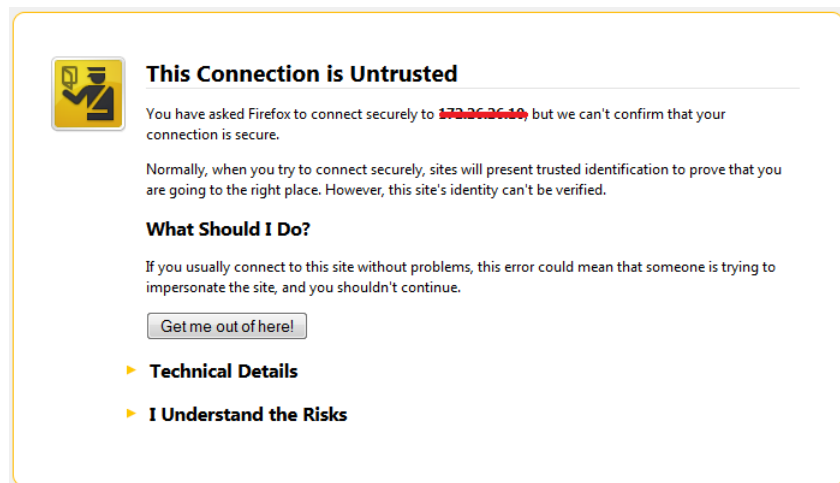 This Connection is Untrusted
You have asked Firefox to connect securely to but we can't confirm that your
connection is secure.
Normally, when you try to connect securely, sites will present trusted identification to prove that you
are going to the right place. However, this site's identity can't be verified.
What Should I Do?
If you usually connect to this site without problems, this error could mean that someone is trying to
impersonate the site, and you shouldn't continue.
Get me out of here!
Technical Details
I Understand the Risks